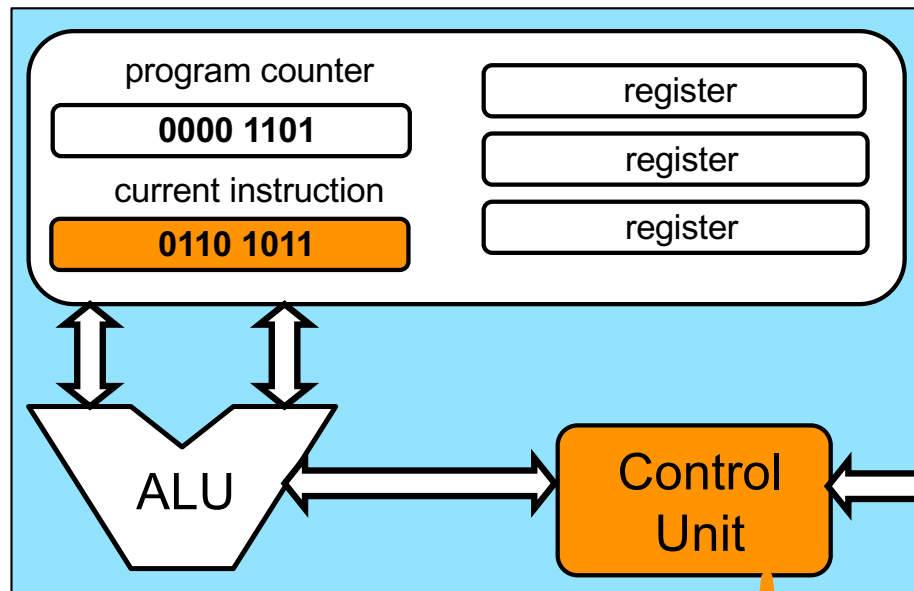 program counter
0000 1101
current instruction
0110 1011
register
register
register
ALU
Control
Unit